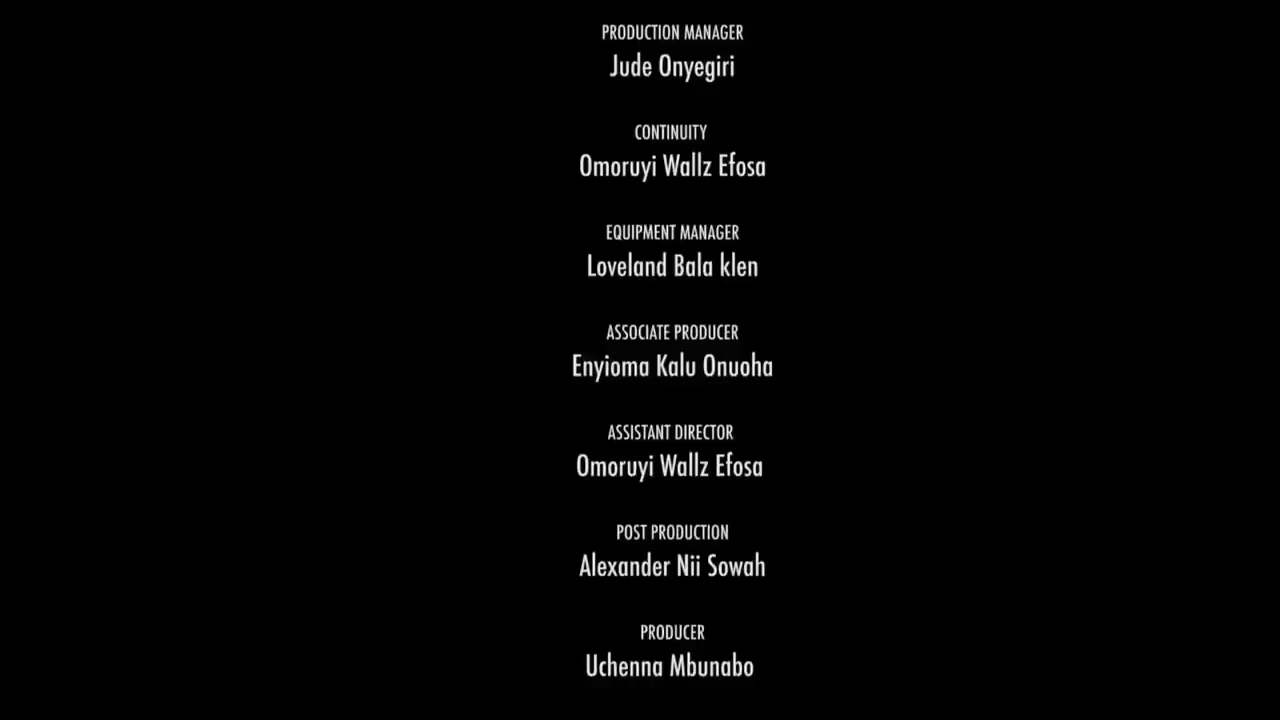 PRODUCTION MANAGER
Jude Onyegiri
CONTINUITY
Omoruyi Wallz Efosa
EQUIPMENT MANAGER
Loveland Bala klen
ASSOCIATE PRODUCER
Enyioma Kalu Onuoha
ASSISTANT DIRECTOR
Omoruyi Wallz Efosa
POST PRODUCTION
Alexander Nii Sowah
PRODUCER
Uchenna Mbunabo